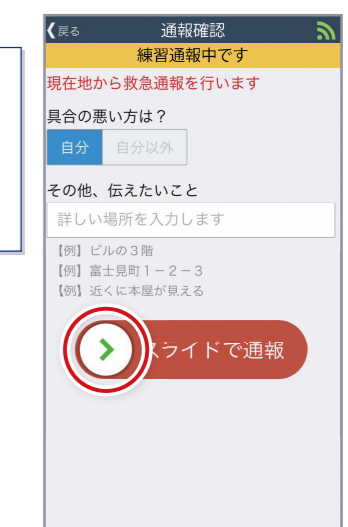 戻る 通報確認
練習通報中です
現在地から救急通報を行います
具合の悪い方は？
自分 自分以外
その他、伝えたいこと
詳しい場所を入力します
【例】ビルの３階
【例】富士見町１－２－３
【例】近くに本屋が見える
スライドで通報